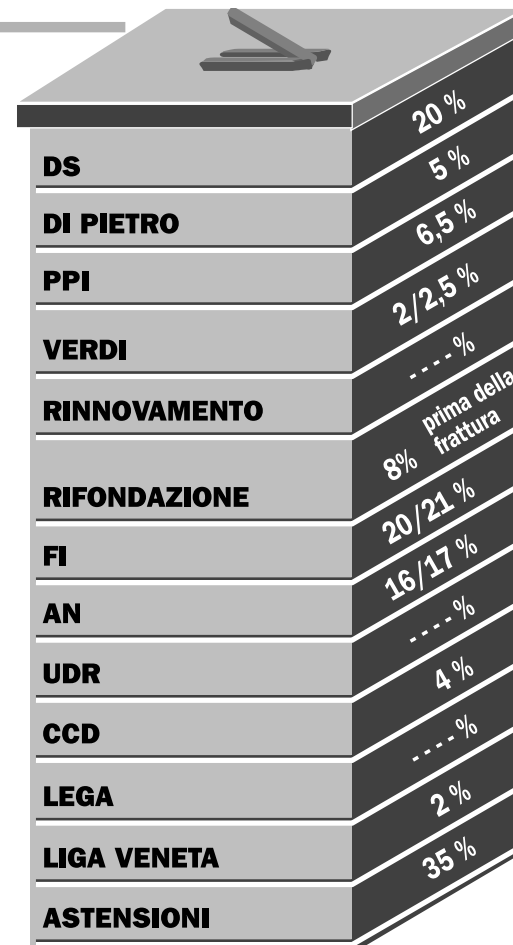 DS 20 %
DI PIETRO 5 %
PPI 6,5 %
VERDI 2/2,5 %
RINNOVAMENTO - - - - %
RIFONDAZIONE 8% prima della
frattura
FI 20/21 %
AN 16/17 %
UDR - - - - %
CCD 4 %
LEGA - - - - %
LIGA VENETA 2 %
ASTENSIONI 35 %